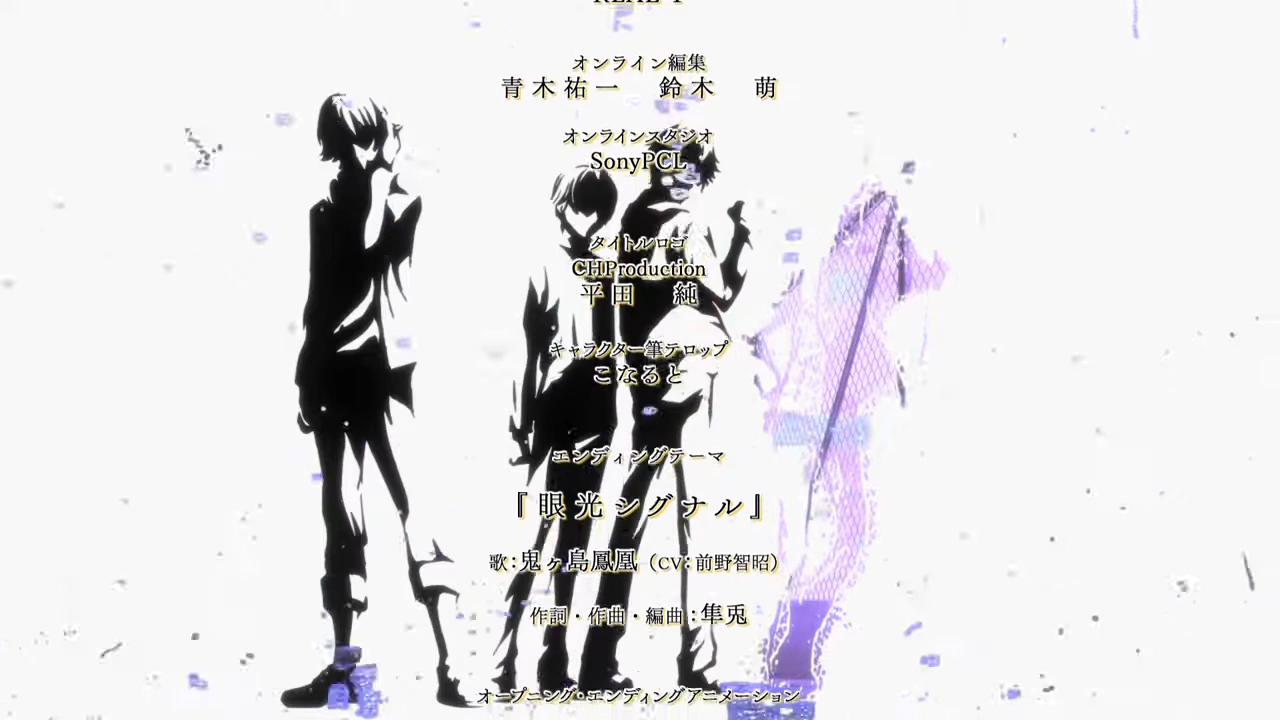 REAL-T
オンライン編集
青木祐一　鈴木　萌
オンラインスタジオ
SonyPCL
タイトルロゴ
CHProduction
平田　純
キャラクター筆テロップ
こなると
エンディングテーマ
『眼光シグナル』
歌：鬼ヶ島鳳凰（CV：前野智昭）
作詞・作曲・編曲：隼兎
オープニング・エンディングアニメーション